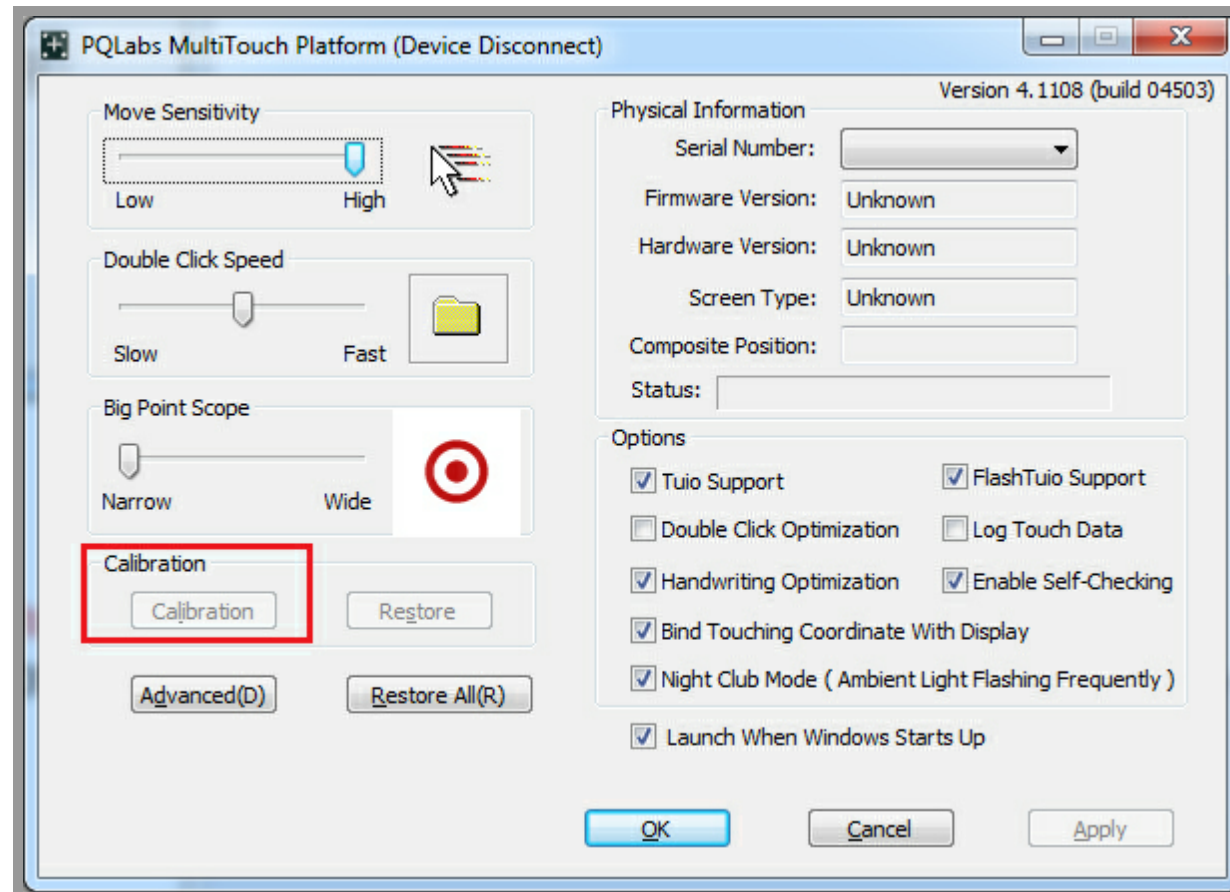 PQLabs MultiTouch Platform (Device Disconnect)
Version 4.1108 (build 04503)
Move Sensitivity
Low High
Double Click Speed
Slow Fast
Big Point Scope
Narrow Wide
Calibration
Calibration Restore
Advanced(D) Restore All(R)
Physical Information
Serial Number:
Firmware Version: Unknown
Hardware Version: Unknown
Screen Type: Unknown
Composite Position:
Status:
Options
Tuio Support FlashTuio Support
Double Click Optimization Log Touch Data
Handwriting Optimization Enable Self-Checking
Bind Touching Coordinate With Display
Night Club Mode ( Ambient Light Flashing Frequently )
Launch When Windows Starts Up
OK Cancel Apply